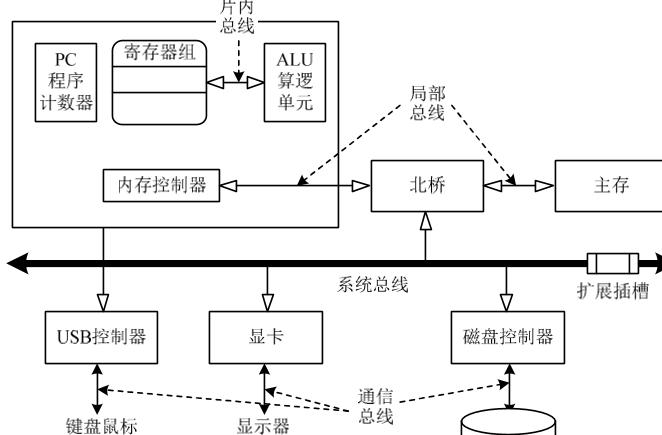 片内
总线
PC
程序
计数器
寄存器组
ALU
算逻
单元
局部
总线
内存控制器
北桥
主存
系统总线
扩展插槽
USB控制器
显卡
磁盘控制器
通信
总线
键盘鼠标
显示器